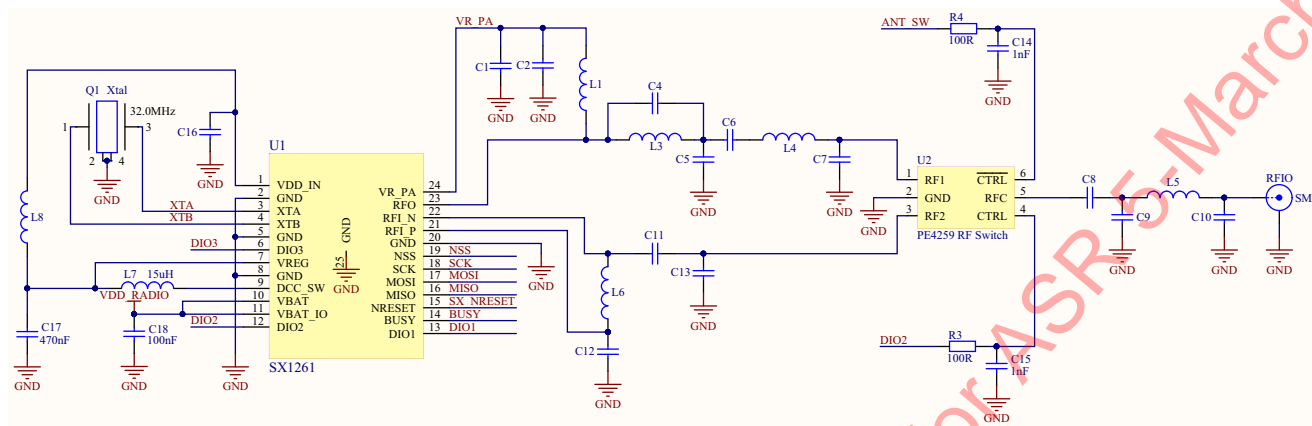 VR_PA
ANT_SW
R4
100R
C14
1nF
GND
C1
C2
GND
GND
L1
C4
L3
C6
L4
C5
C7
GND
GND
Q1 Xtal
32.0MHz
1
3
2
4
GND
C16
GND
L8
XTA
XTB
DIO3
L7 15uH
VDD_RADIO
DIO2
C17
470nF
GND
C18
100nF
GND
GND
U1
1 VDD_IN
2 GND
3 XTA
4 XTB
5 GND
6 DIO3
7 VREG
8 GND
9 DCC_SW
10 VBAT
11 VBAT_IO
12 DIO2
GND
25
GND
VR_PA 24
RFO 23
RFI_N 22
RFI_P 21
GND 20
NSS 19 NSS
SCK 18 SCK
MOSI 17 MOSI
MISO 16 MISO
NRESET 15 SX_NRESET
BUSY 14 BUSY
DIO1 13 DIO1
SX1261
GND
C11
C13
GND
L6
C12
GND
U2
1 RF1 CTRL 6
2 GND RFC 5
3 RF2 CTRL 4
PE4259 RF Switch
GND
C8
L5
C9
C10
GND
GND
RFIO
SM
GND
DIO2
R3
100R
C15
1nF
GND
or ASR 5-March